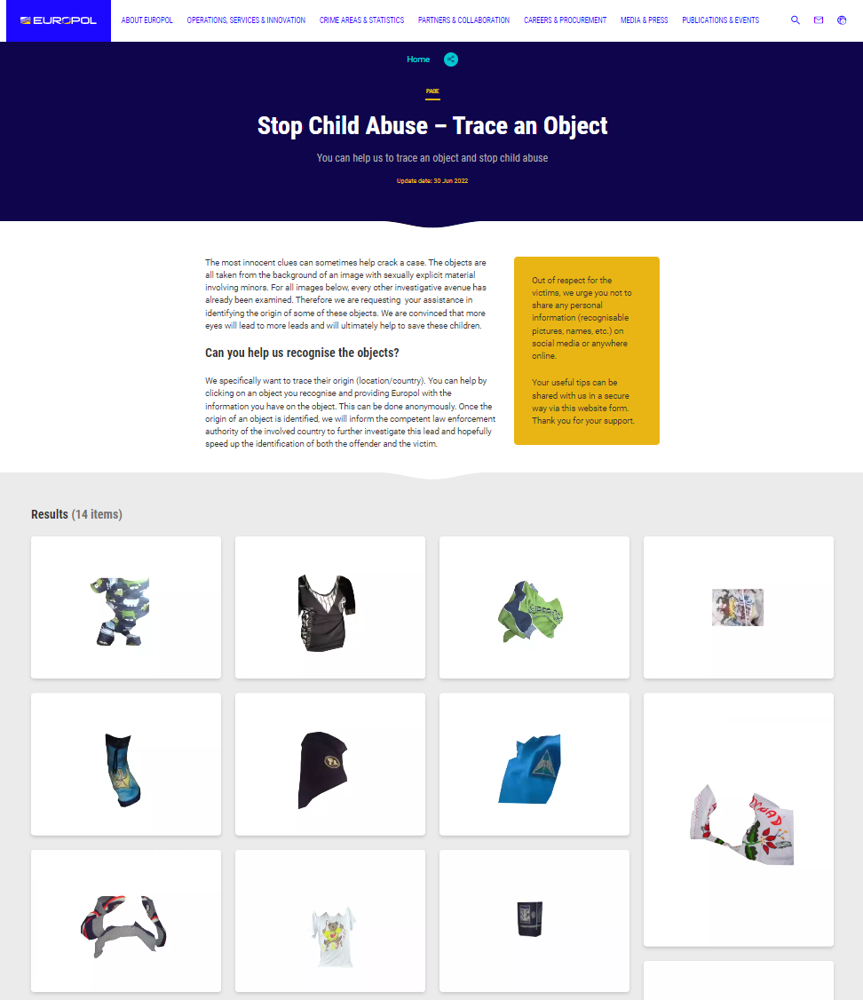 EUROPOL
ABOUT EUROPOL
OPERATIONS, SERVICES & INNOVATION
CRIME AREAS & STATISTICS
PARTNERS & COLLABORATION
CAREERS & PROCUREMENT
MEDIA & PRESS
PUBLICATIONS & EVENTS
Home
PAGE
Stop Child Abuse – Trace an Object
You can help us to trace an object and stop child abuse
Update date: 30 Jun 2022
The most innocent clues can sometimes help crack a case. The objects are
all taken from the background of an image with sexually explicit material
involving minors. For all images below, every other investigative avenue has
already been examined. Therefore we are requesting  your assistance in
identifying the origin of some of these objects. We are convinced that more
eyes will lead to more leads and will ultimately help to save these children.
Can you help us recognise the objects?
We specifically want to trace their origin (location/country). You can help by
clicking on an object you recognise and providing Europol with the
information you have on the object. This can be done anonymously. Once the
origin of an object is identified, we will inform the competent law enforcement
authority of the involved country to further investigate this lead and hopefully
speed up the identification of both the offender and the victim.
Out of respect for the
victims, we urge you not to
share any personal
information (recognisable
pictures, names, etc.) on
social media or anywhere
online.
Your useful tips can be
shared with us in a secure
way via this website form.
Thank you for your support.
Results (14 items)